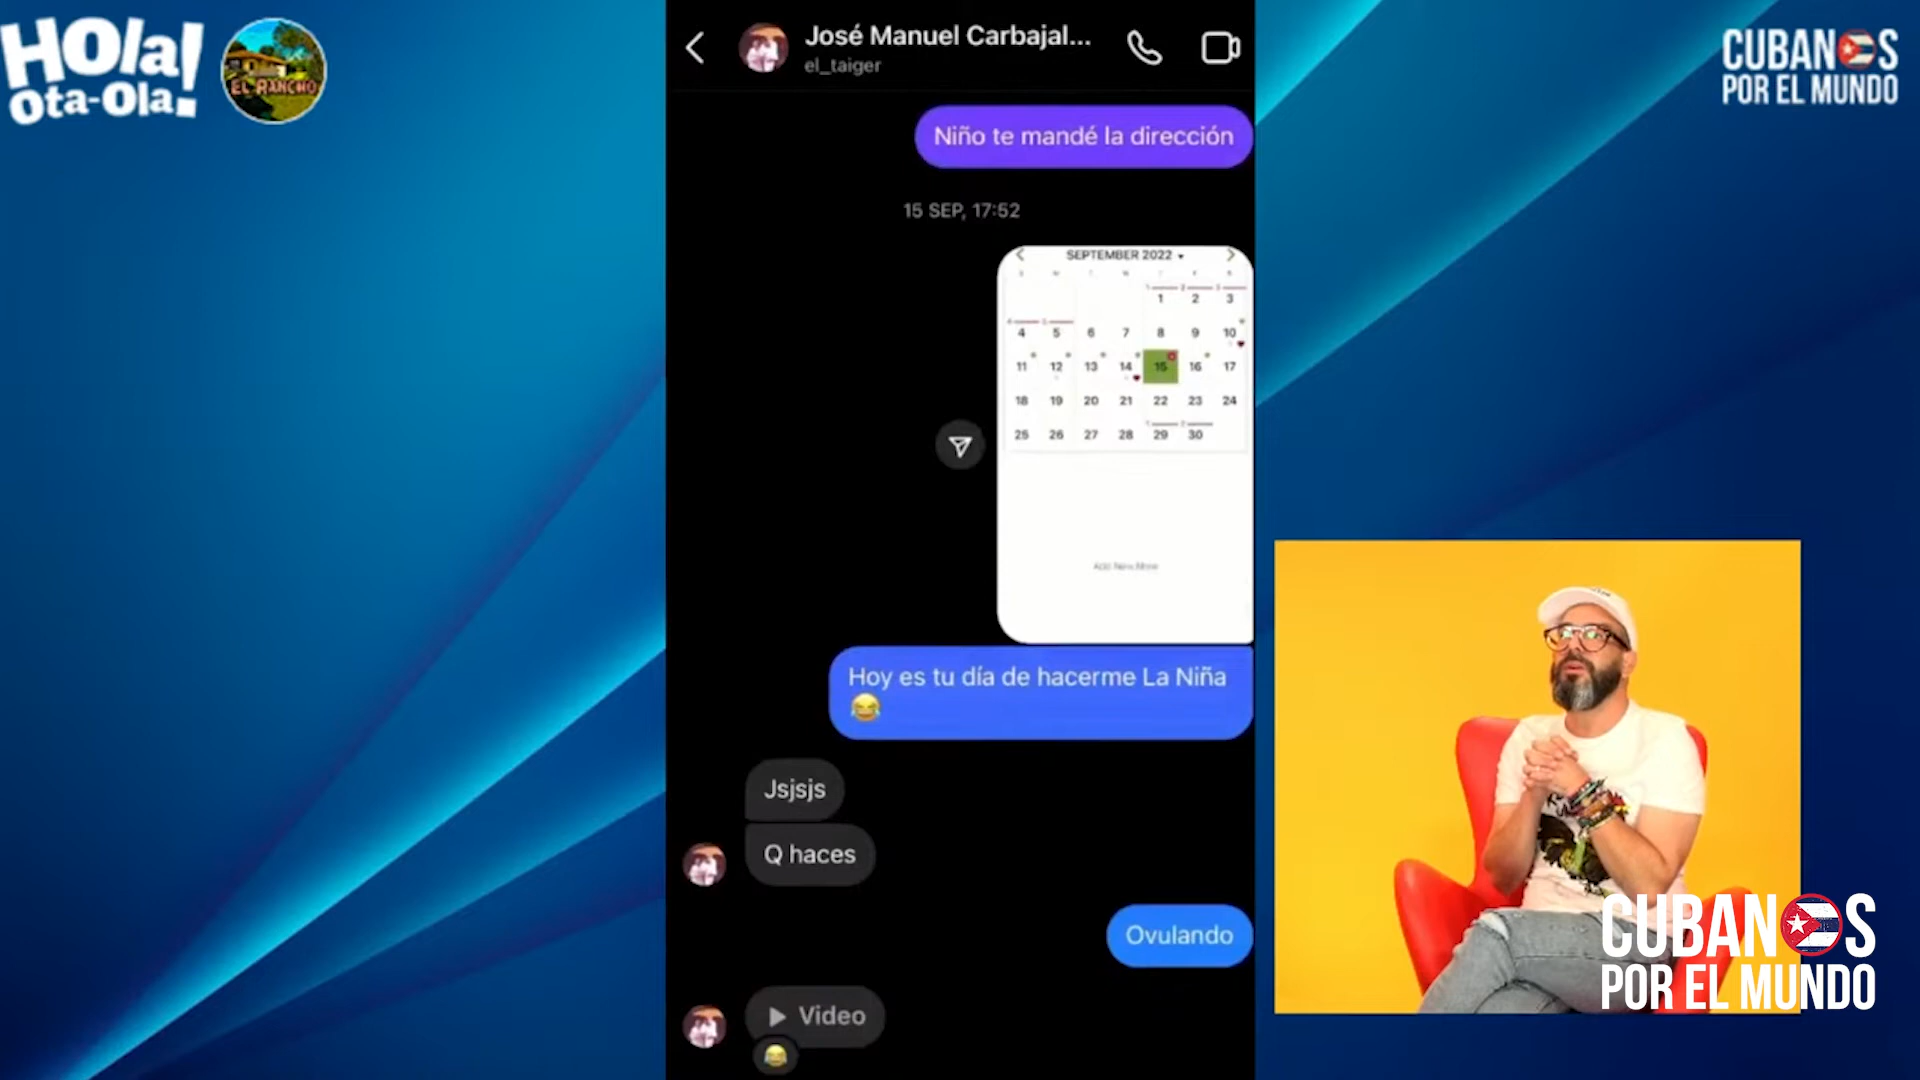 HOla!
Ota-Ola!
EL RANCHO
José Manuel Carbajal...
el_taiger
CUBANOS
POR EL MUNDO
Niño te mandé la dirección
15 SEP, 17:52
SEPTEMBER 2022
1 2 3
4 5 6 7 8 9 10
11 12 13 14 15 16 17
18 19 20 21 22 23 24
25 26 27 28 29 30
Hoy es tu día de hacerme La Niña
😂
Jsjsjs
Q haces
Ovulando
Video
😂
CUBANOS
POR EL MUNDO